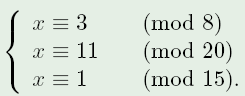 x ≡ 3 (mod 8)
x ≡ 11 (mod 20)
x ≡ 1 (mod 15).